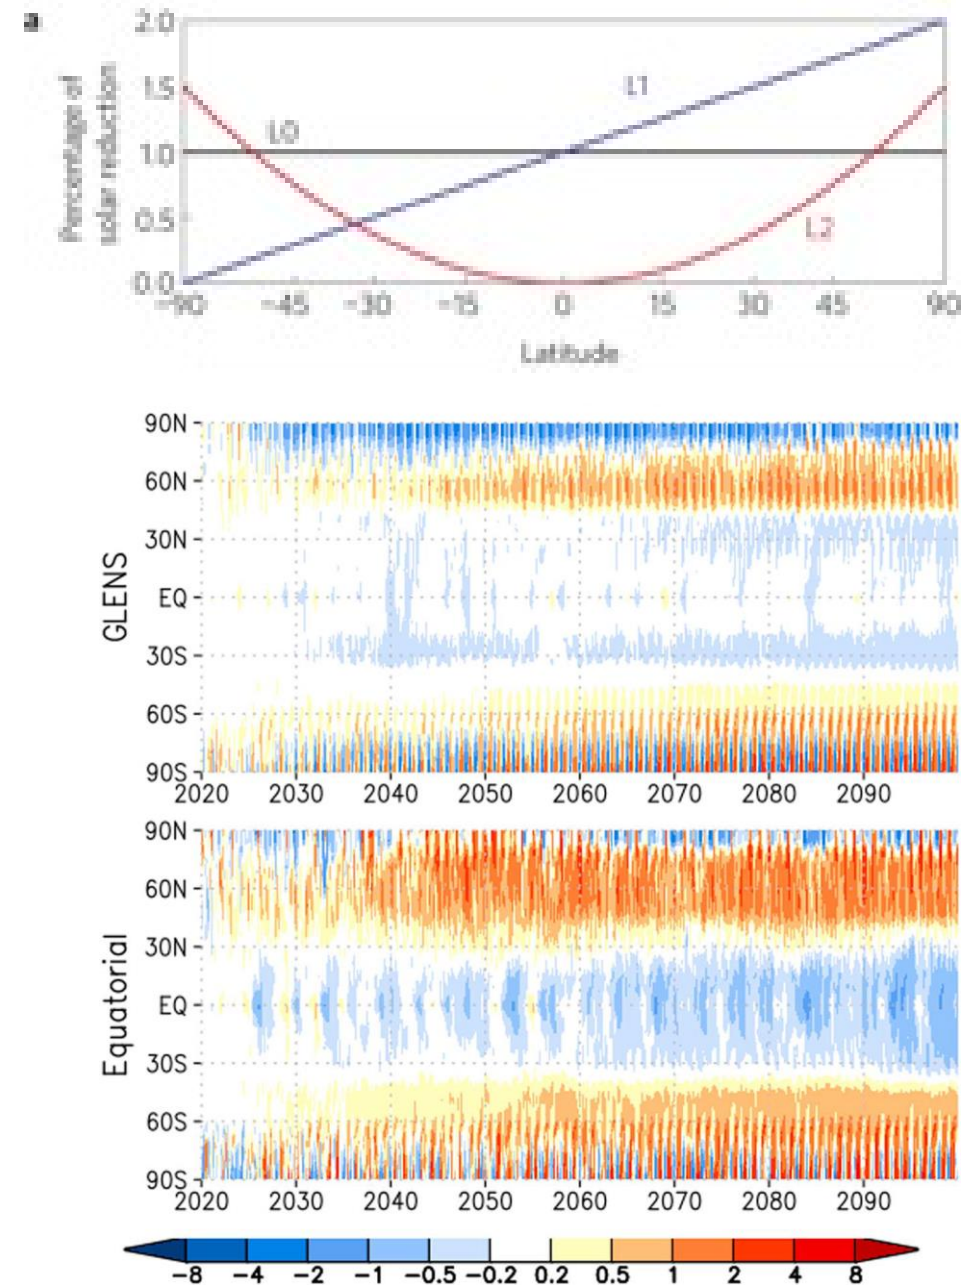 a
Percentage of
solar reduction
2.0
1.5
1.0
0.5
0.0
L0
L1
L2
-90 -45 -30 -15 0 15 30 45 90
Latitude
GLENS
90N
60N
30N
EQ
30S
60S
90S
2020 2030 2040 2050 2060 2070 2080 2090
Equatorial
90N
60N
30N
EQ
30S
60S
90S
2020 2030 2040 2050 2060 2070 2080 2090
-8 -4 -2 -1 -0.5 -0.2 0.2 0.5 1 2 4 8